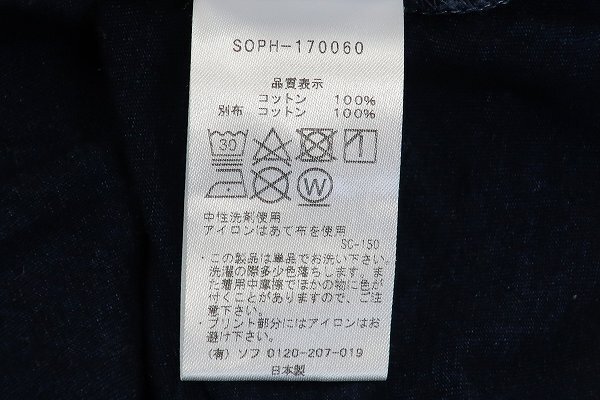 SOPH-170060
品質表示
コットン 100%
別布 コットン 100%
30
W
中性洗剤使用
アイロンはあて布を使用
SC-150
・この製品は単品でお洗い下さい。
洗濯の際多少色落ちします。ま
た着用中摩擦でほかの物に色が
付くことがありますので、ご注
意下さい。
・プリント部分にはアイロンはお
避け下さい。
(有) ソフ 0120-207-019
日本製